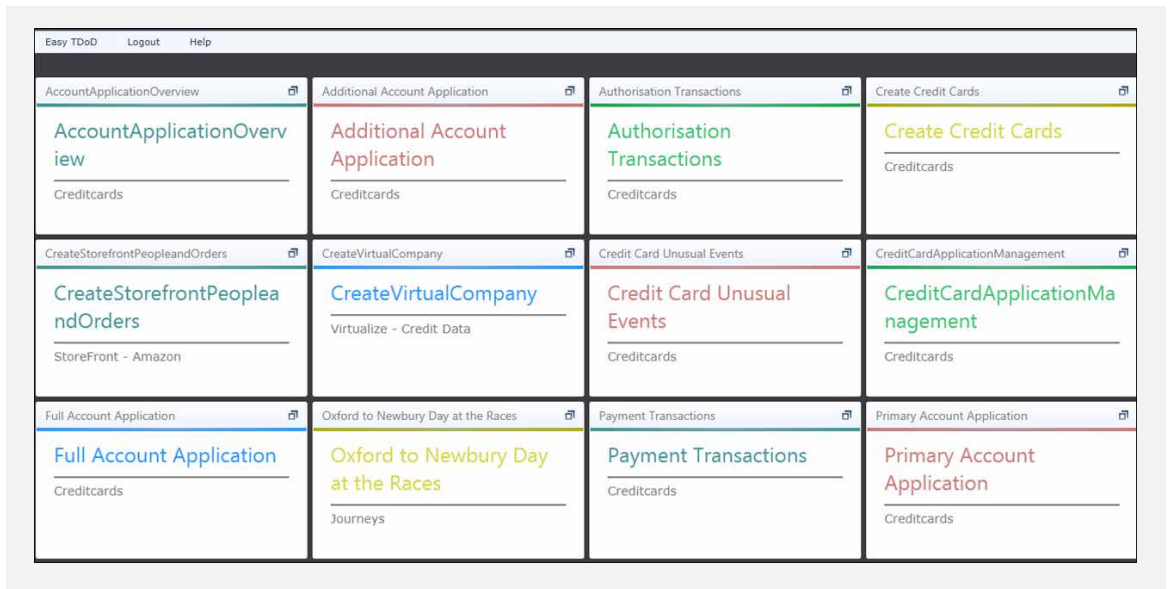 Easy TDoD Logout Help
AccountApplicationOverview
AccountApplicationOverv
iew
Creditcards
Additional Account Application
Additional Account
Application
Creditcards
Authorisation Transactions
Authorisation
Transactions
Creditcards
Create Credit Cards
Create Credit Cards
Creditcards
CreateStorefrontPeopleandOrders
CreateStorefrontPeoplea
ndOrders
StoreFront - Amazon
CreateVirtualCompany
CreateVirtualCompany
Virtualize - Credit Data
Credit Card Unusual Events
Credit Card Unusual
Events
Creditcards
CreditCardApplicationManagement
CreditCardApplicationMa
nagement
Creditcards
Full Account Application
Full Account Application
Creditcards
Oxford to Newbury Day at the Races
Oxford to Newbury Day
at the Races
Journeys
Payment Transactions
Payment Transactions
Creditcards
Primary Account Application
Primary Account
Application
Creditcards